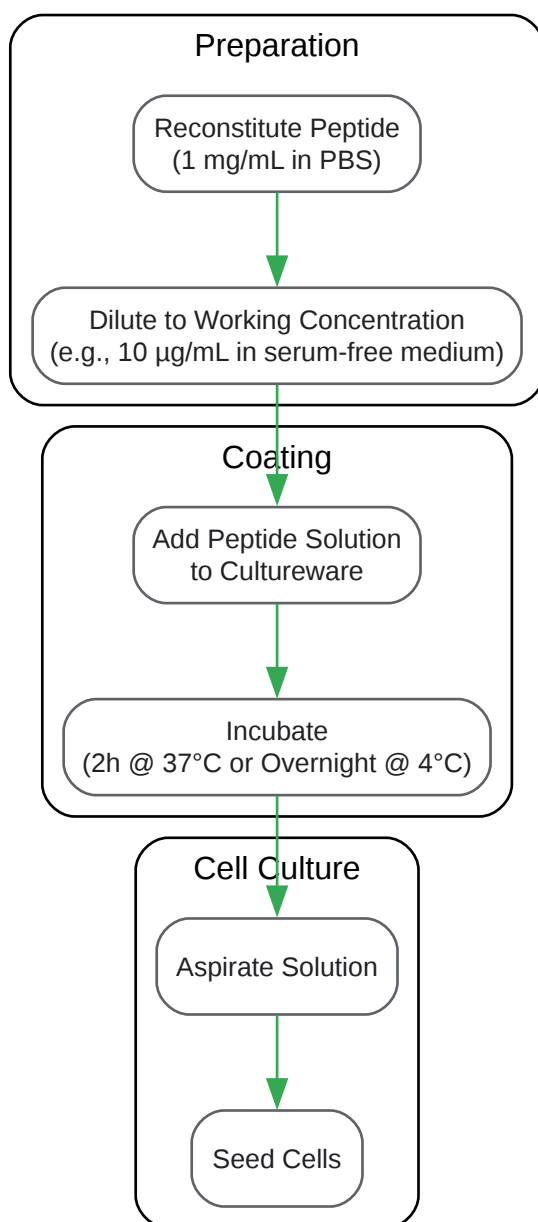 Preparation
Reconstitute Peptide
(1 mg/mL in PBS)
Dilute to Working Concentration
(e.g., 10 µg/mL in serum-free medium)
Coating
Add Peptide Solution
to Cultureware
Incubate
(2h @ 37°C or Overnight @ 4°C)
Cell Culture
Aspirate Solution
Seed Cells